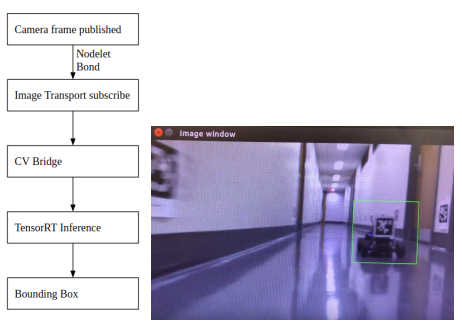 Camera frame published
Nodelet
Bond
Image Transport subscribe
CV Bridge
TensorRT Inference
Bounding Box
Image window